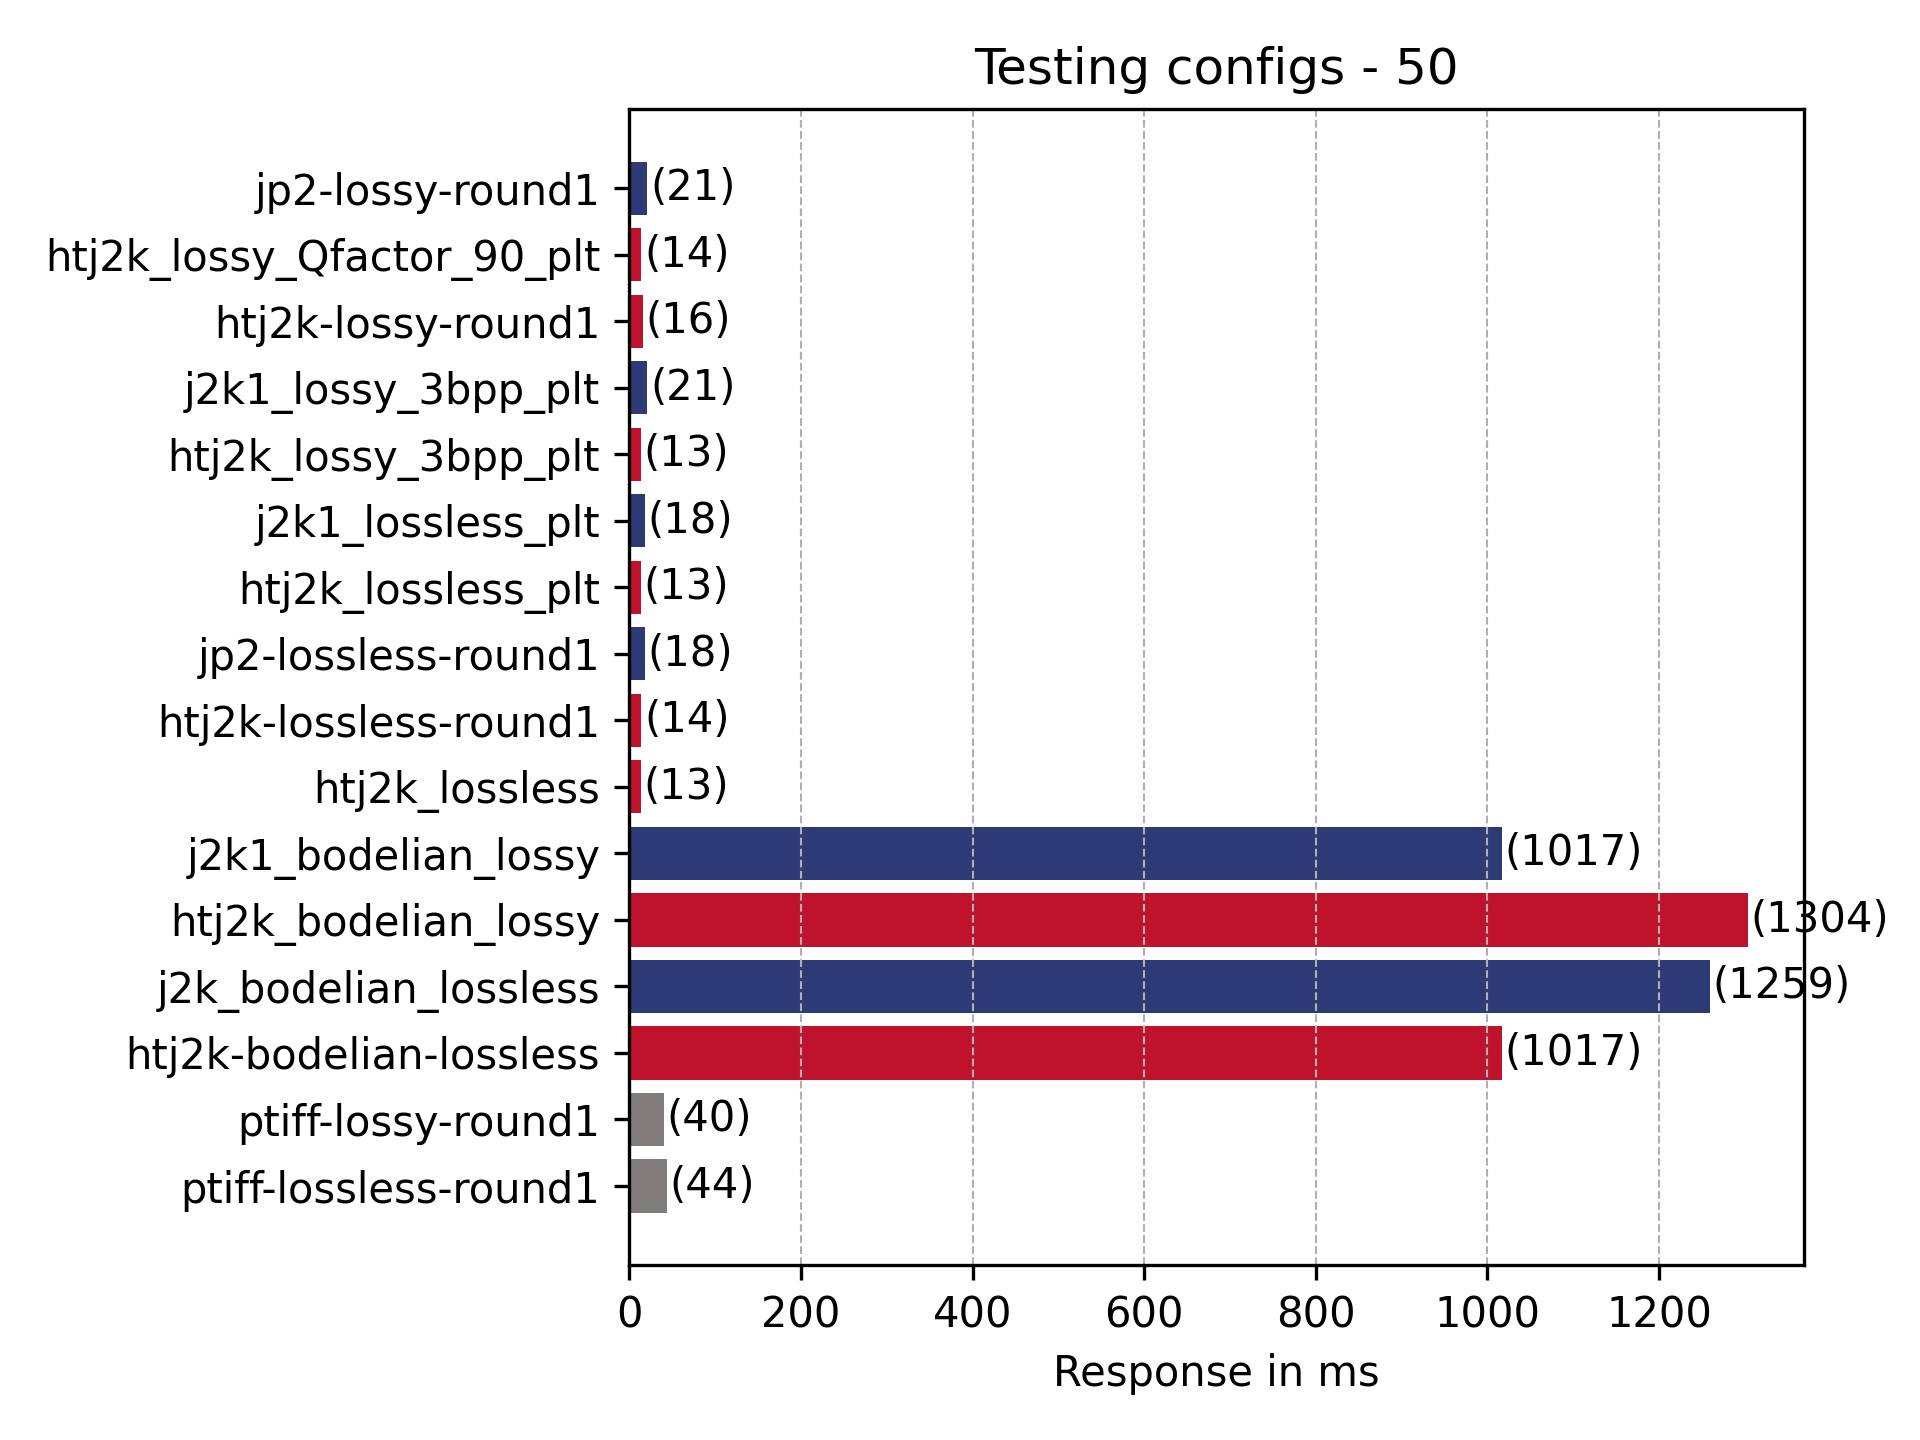 Testing configs - 50
jp2-lossy-round1 (21)
htj2k_lossy_Qfactor_90_plt (14)
htj2k-lossy-round1 (16)
j2k1_lossy_3bpp_plt (21)
htj2k_lossy_3bpp_plt (13)
j2k1_lossless_plt (18)
htj2k_lossless_plt (13)
jp2-lossless-round1 (18)
htj2k-lossless-round1 (14)
htj2k_lossless (13)
j2k1_bodelian_lossy (1017)
htj2k_bodelian_lossy (1304)
j2k_bodelian_lossless (1259)
htj2k-bodelian-lossless (1017)
ptiff-lossy-round1 (40)
ptiff-lossless-round1 (44)
0 200 400 600 800 1000 1200
Response in ms